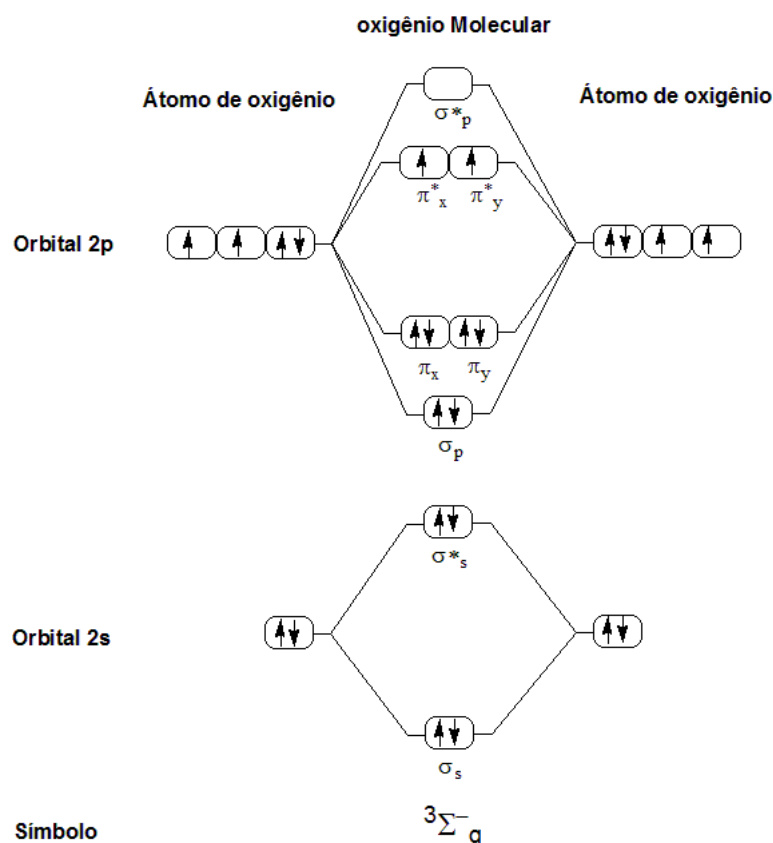 oxigênio Molecular
Átomo de oxigênio
Átomo de oxigênio
σ*p
π*x π*y
Orbital 2p
πx πy
σp
σ*s
Orbital 2s
σs
Símbolo
³Σ⁻g